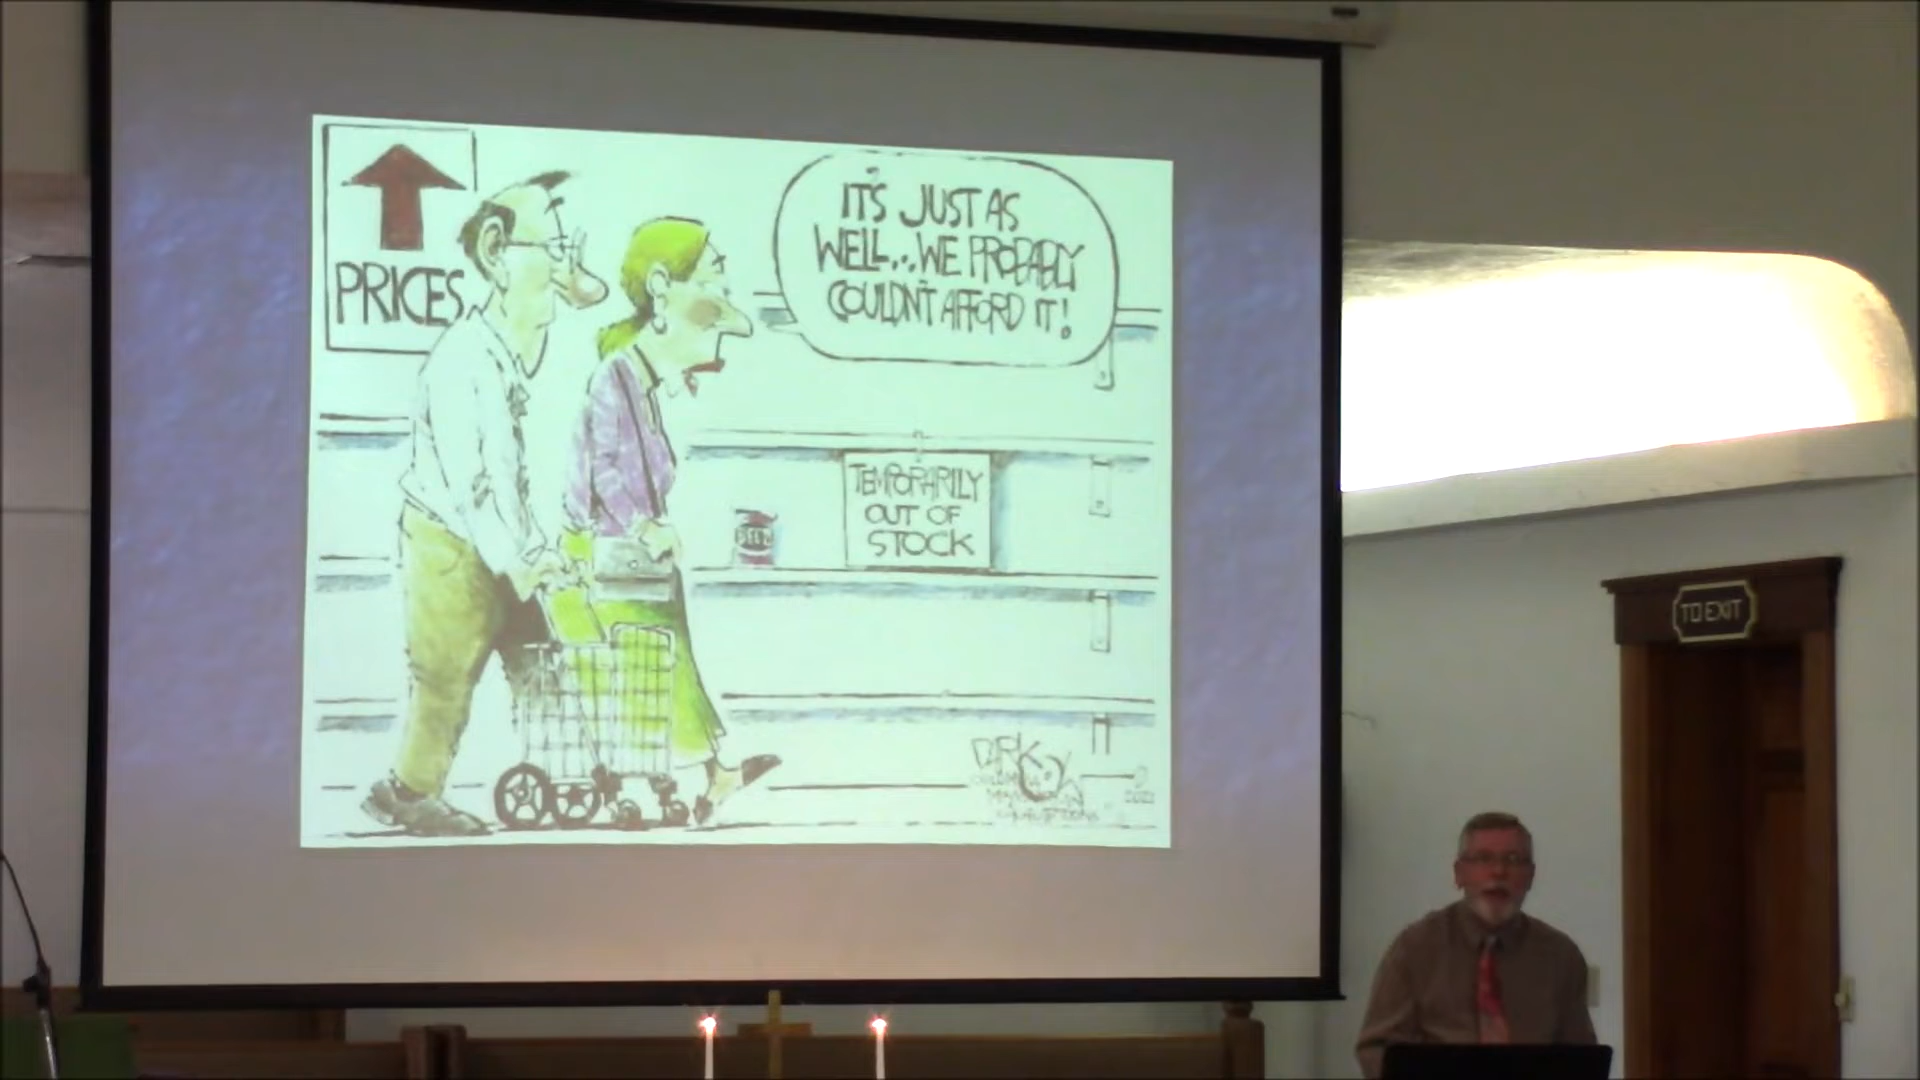 PRICES
IT'S JUST AS
WELL...WE PROBABLY
COULDN'T AFFORD IT!
TEMPORARILY
OUT OF
STOCK
TO EXIT